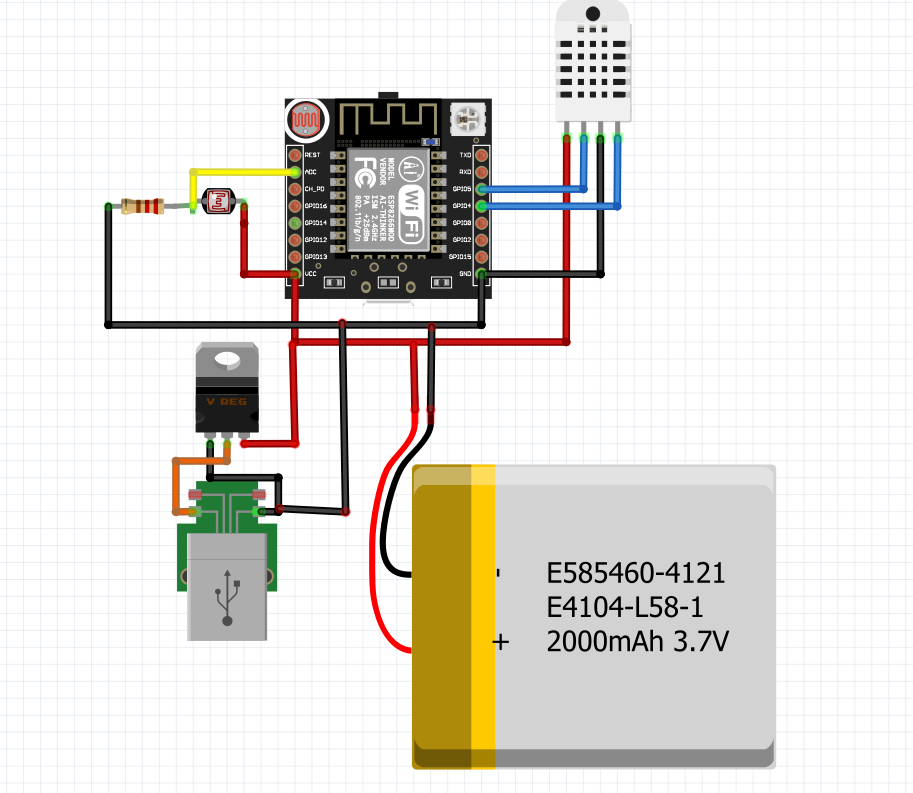 REST
ADC
CH_PD
GPIO16
GPIO14
GPIO12
GPIO13
VCC
TXD
RXD
GPIO5
GPIO4
GPIO0
GPIO2
GPIO15
GND
MODEL
VENDOR
ESP8266MOD
AI-THINKER
ISM 2.4GHz
PA +25dBm
802.11b/g/n
FC
Ai
WiFi
V REG
- E585460-4121
E4104-L58-1
+ 2000mAh 3.7V